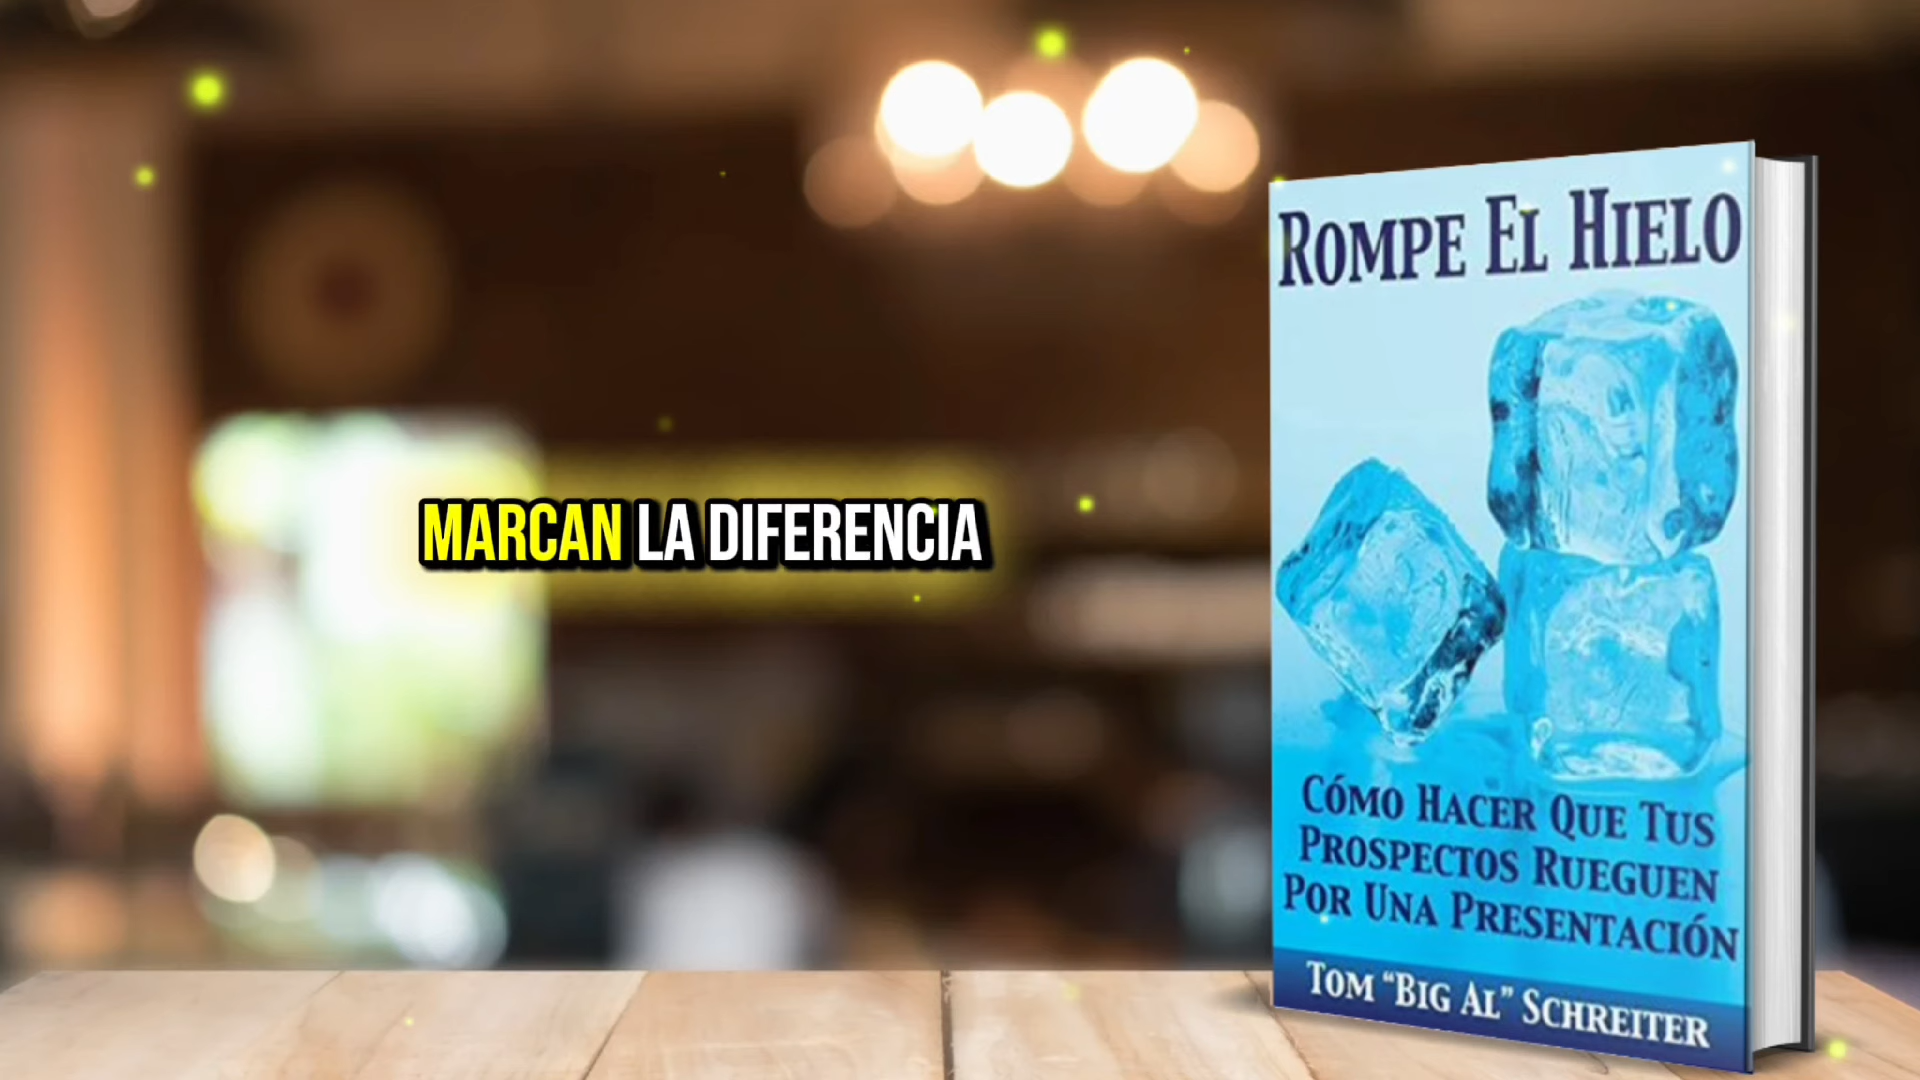 MARCAN LA DIFERENCIA
ROMPE EL HIELO
CÓMO HACER QUE TUS
PROSPECTOS RUEGUEN
POR UNA PRESENTACIÓN
TOM “BIG AL” SCHREITER